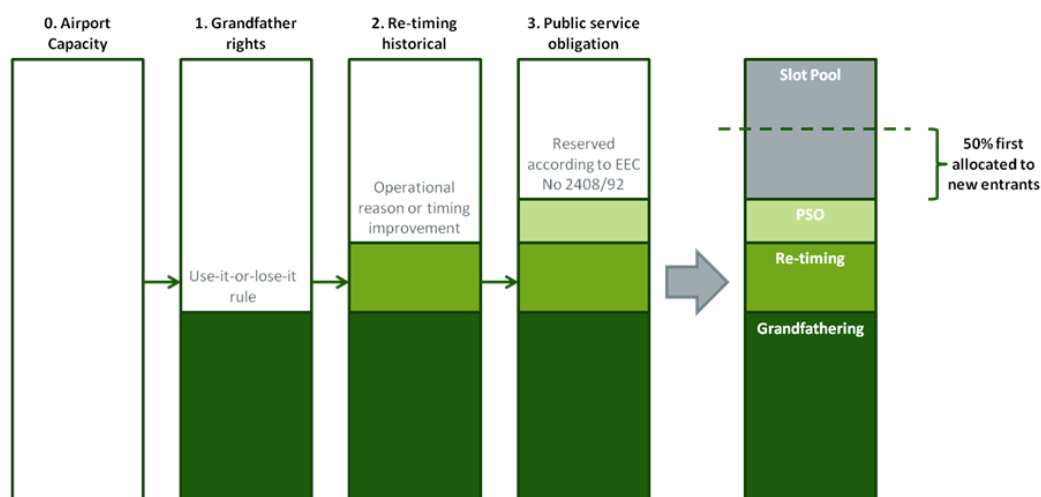 0. Airport
Capacity
1. Grandfather
rights
2. Re-timing
historical
3. Public service
obligation
Use-it-or-lose-it
rule
Operational
reason or timing
improvement
Reserved
according to EEC
No 2408/92
Slot Pool
PSO
Re-timing
Grandfathering
50% first
allocated to
new entrants